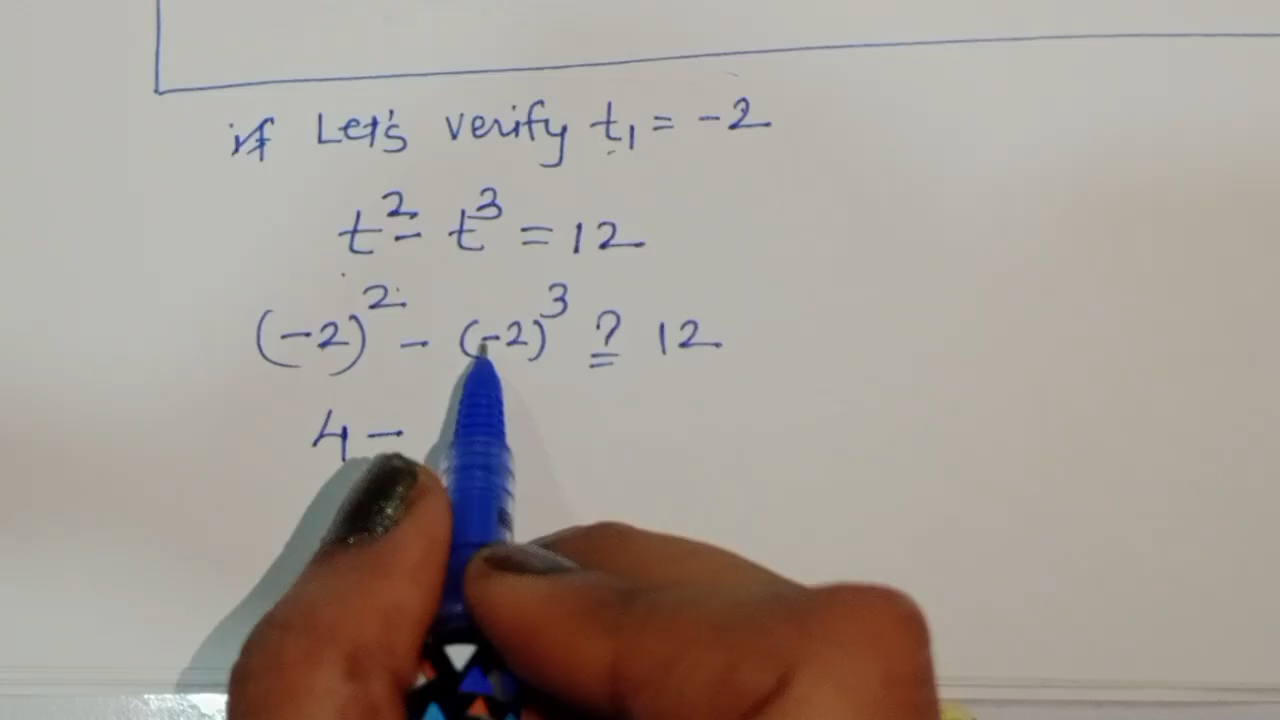 if Let's verify t₁ = -2
t² - t³ = 12
(-2)² - (-2)³ ≟ 12
4 -